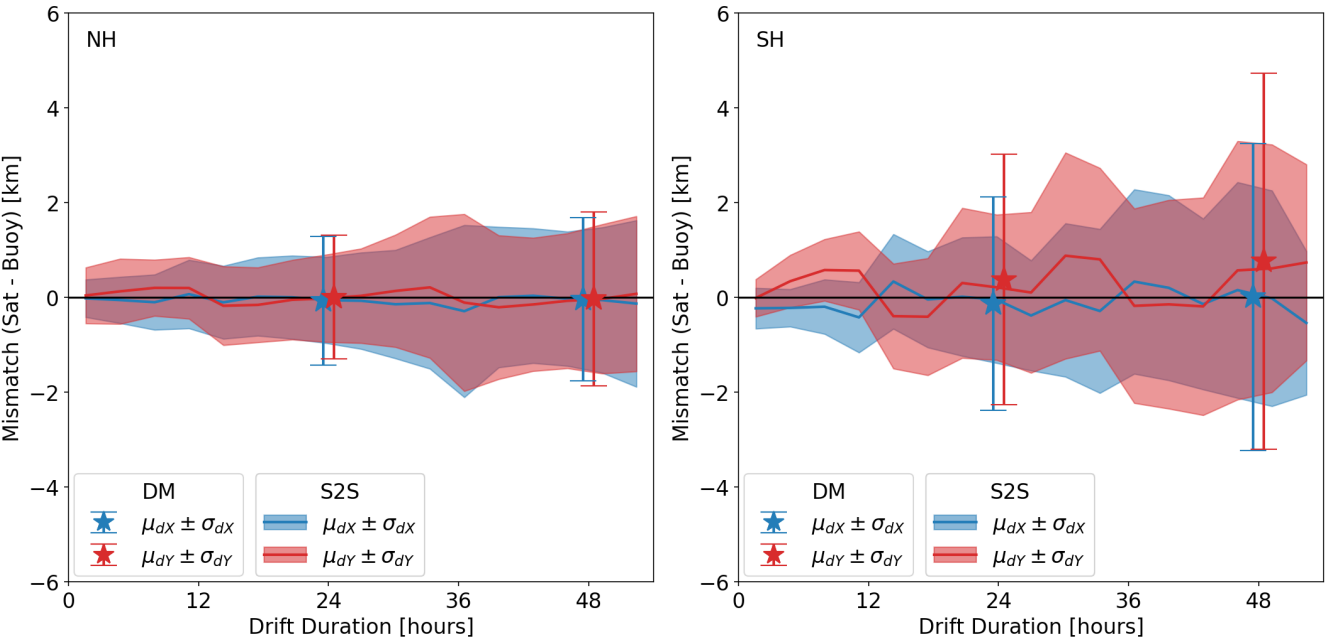 NH
Mismatch (Sat - Buoy) [km]
6
4
2
0
−2
−4
−6
0 12 24 36 48
Drift Duration [hours]
DM
μdX ± σdX
μdY ± σdY
S2S
μdX ± σdX
μdY ± σdY
SH
Mismatch (Sat - Buoy) [km]
6
4
2
0
−2
−4
−6
0 12 24 36 48
Drift Duration [hours]
DM
μdX ± σdX
μdY ± σdY
S2S
μdX ± σdX
μdY ± σdY